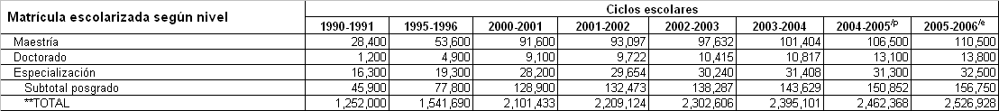 Matrícula escolarizada según nivel
Ciclos escolares
1990-1991 1995-1996 2000-2001 2001-2002 2002-2003 2003-2004 2004-2005/p 2005-2006/e
Maestría 28,400 53,600 91,600 93,097 97,632 101,404 106,500 110,500
Doctorado 1,200 4,900 9,100 9,722 10,415 10,817 13,100 13,800
Especialización 16,300 19,300 28,200 29,654 30,240 31,408 31,300 32,500
Subtotal posgrado 45,900 77,800 128,900 132,473 138,287 143,629 150,852 156,750
**TOTAL 1,252,000 1,541,690 2,101,433 2,209,124 2,302,606 2,395,101 2,462,368 2,526,928